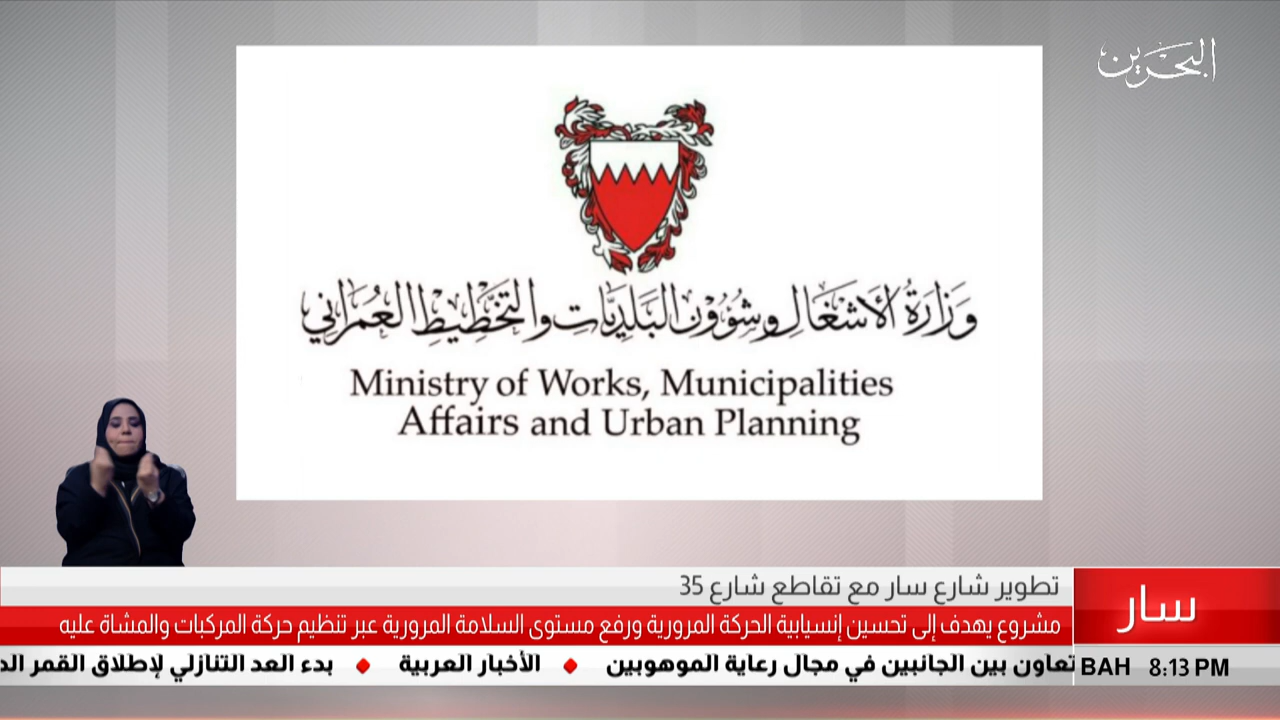 البحرين
وزارة الأشغال وشؤون البلديات والتخطيط العمراني
Ministry of Works, Municipalities
Affairs and Urban Planning
سار
تطوير شارع سار مع تقاطع شارع 35
مشروع يهدف إلى تحسين إنسيابية الحركة المرورية ورفع مستوى السلامة المرورية عبر تنظيم حركة المركبات والمشاة عليه
BAH 8:13 PM
تعاون بين الجانبين في مجال رعاية الموهوبين ♦ الأخبار العربية ♦ بدء العد التنازلي لإطلاق القمر الد